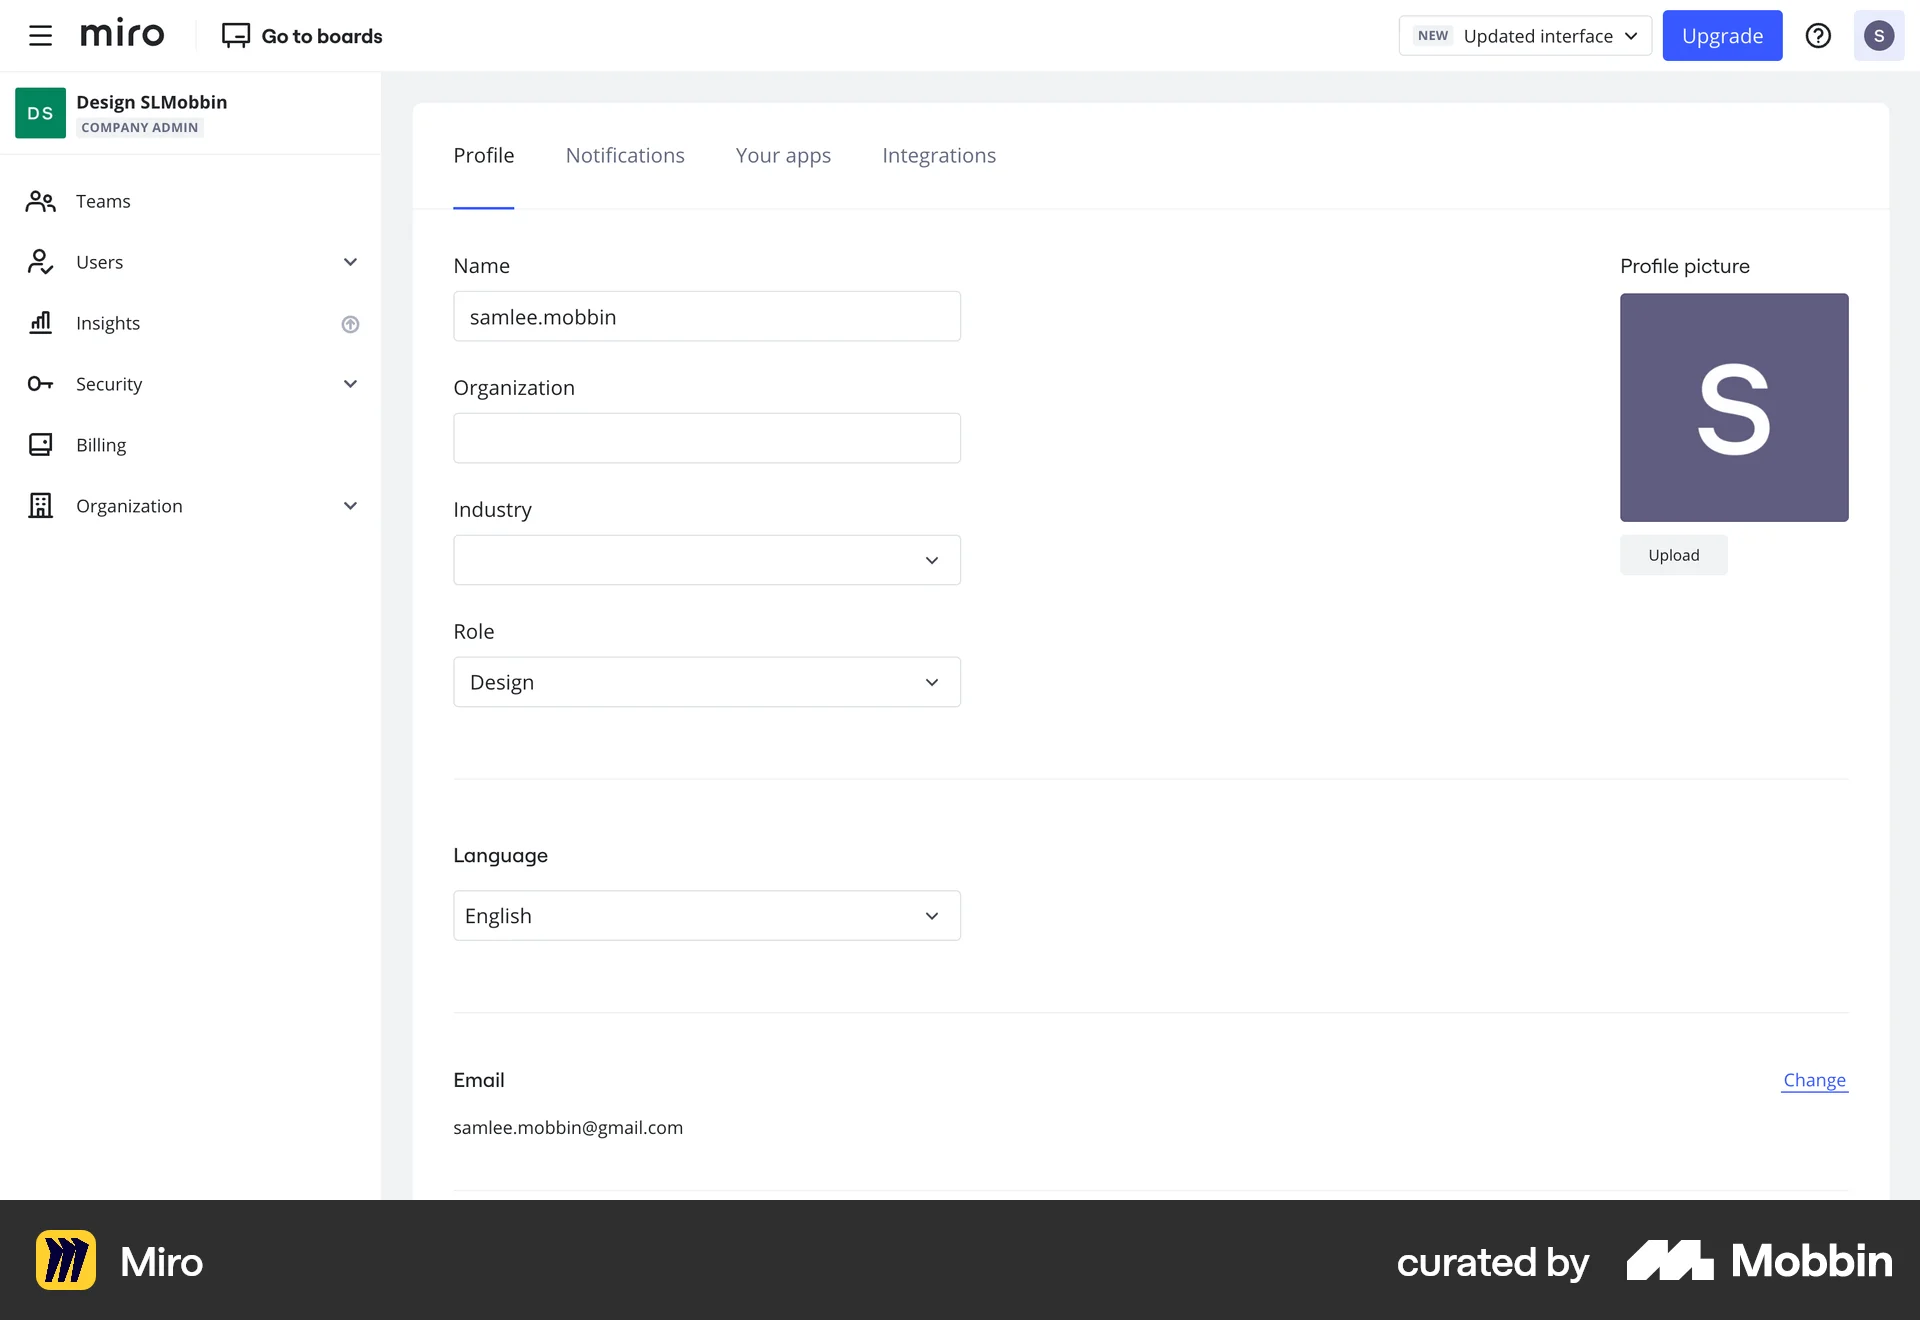 miro
Go to boards
NEW Updated interface
Upgrade
?
S
DS
Design SLMobbin
COMPANY ADMIN
Teams
Users
Insights
Security
Billing
Organization
Profile
Notifications
Your apps
Integrations
Name
samlee.mobbin
Organization
Industry
Role
Design
Profile picture
S
Upload
Language
English
Email
Change
samlee.mobbin@gmail.com
Miro
curated by
Mobbin